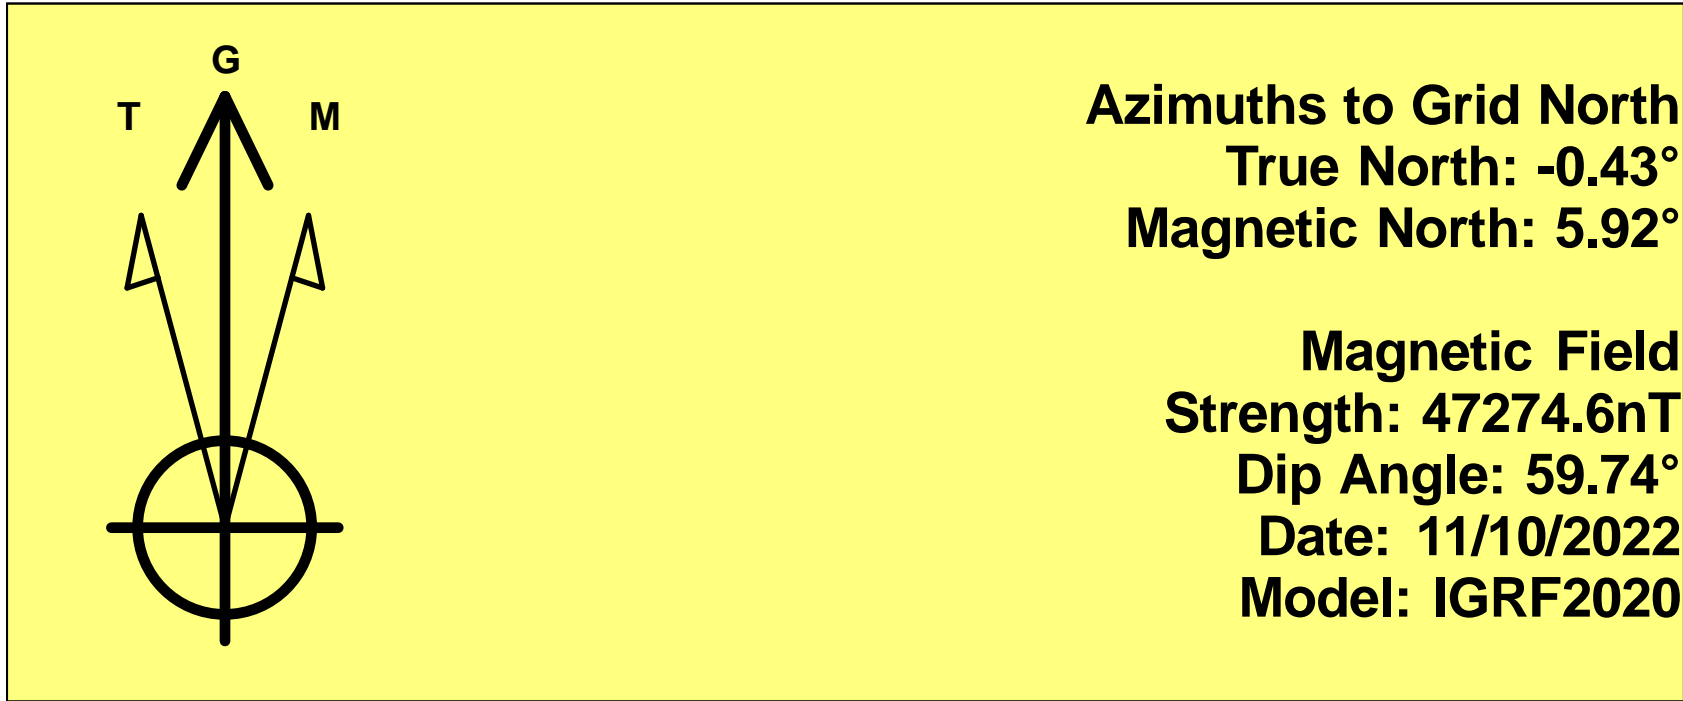 G
T M
Azimuths to Grid North
True North: -0.43°
Magnetic North: 5.92°
Magnetic Field
Strength: 47274.6nT
Dip Angle: 59.74°
Date: 11/10/2022
Model: IGRF2020